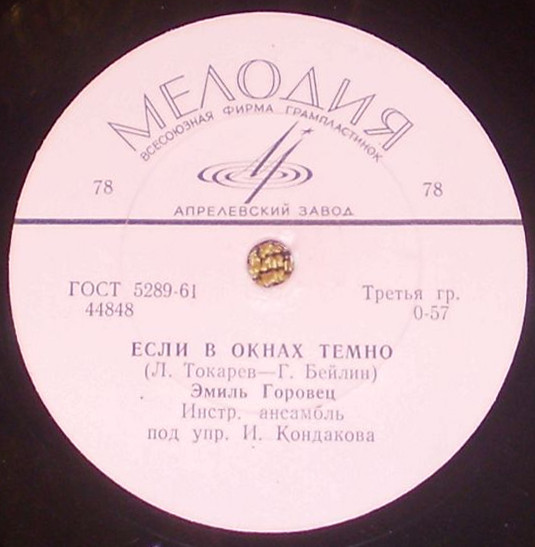 МЕЛОДИЯ
ВСЕСОЮЗНАЯ ФИРМА ГРАМПЛАСТИНОК
78 78
АПРЕЛЕВСКИЙ ЗАВОД
ГОСТ 5289-61 Третья гр.
44848 0-57
ЕСЛИ В ОКНАХ ТЕМНО
(Л. Токарев—Г. Бейлин)
Эмиль Горовец
Инстр. ансамбль
под упр. И. Кондакова